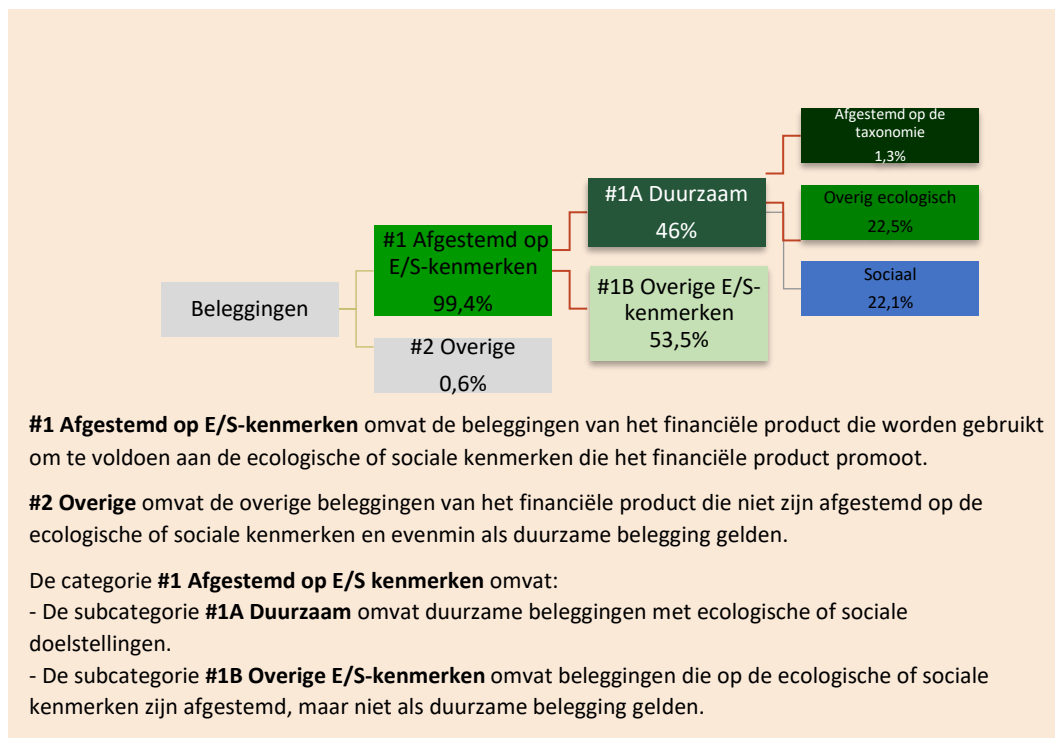 Afgestemd op de
taxonomie
1,3%
#1A Duurzaam
46%
Overig ecologisch
22,5%
#1 Afgestemd op
E/S-kenmerken
99,4%
Sociaal
22,1%
#1B Overige E/S-
kenmerken
53,5%
Beleggingen
#2 Overige
0,6%
#1 Afgestemd op E/S-kenmerken omvat de beleggingen van het financiële product die worden gebruikt
om te voldoen aan de ecologische of sociale kenmerken die het financiële product promoot.
#2 Overige omvat de overige beleggingen van het financiële product die niet zijn afgestemd op de
ecologische of sociale kenmerken en evenmin als duurzame belegging gelden.
De categorie #1 Afgestemd op E/S kenmerken omvat:
- De subcategorie #1A Duurzaam omvat duurzame beleggingen met ecologische of sociale
doelstellingen.
- De subcategorie #1B Overige E/S-kenmerken omvat beleggingen die op de ecologische of sociale
kenmerken zijn afgestemd, maar niet als duurzame belegging gelden.